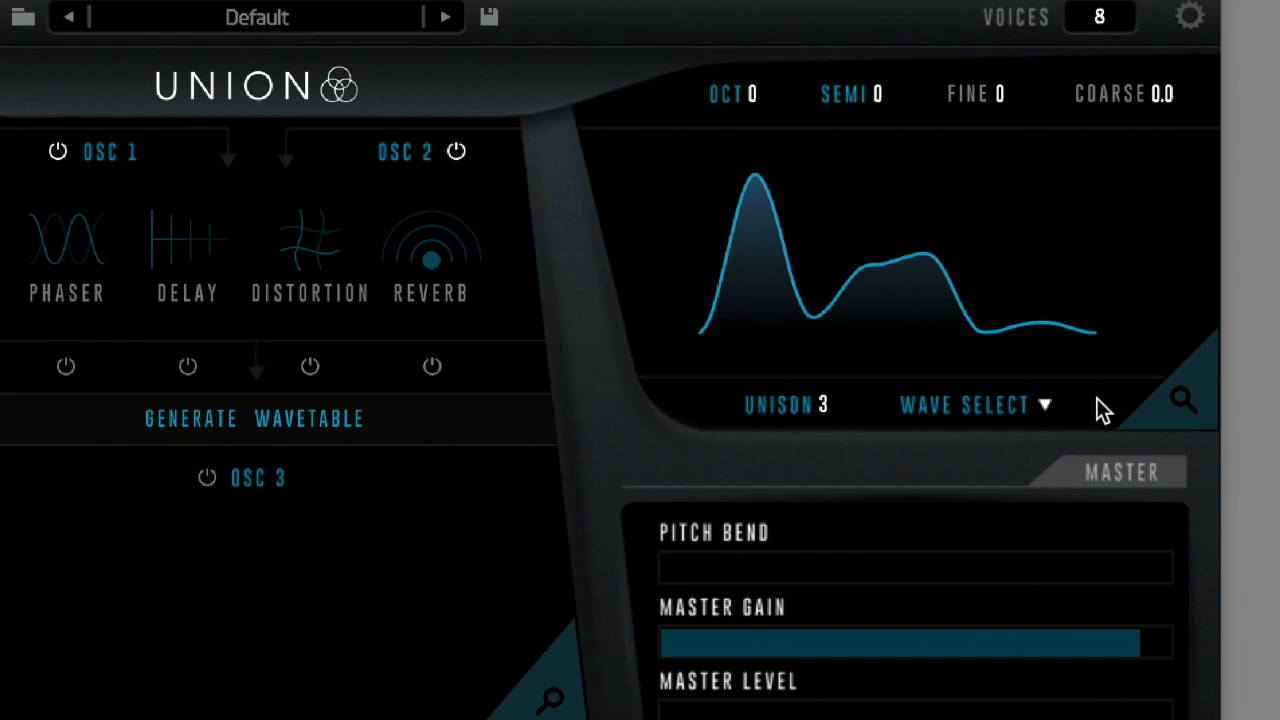 Default
VOICES 8
UNION
OCT 0 SEMI 0 FINE 0 COARSE 0.0
OSC 1 OSC 2
PHASER DELAY DISTORTION REVERB
GENERATE WAVETABLE
UNISON 3 WAVE SELECT
OSC 3
MASTER
PITCH BEND
MASTER GAIN
MASTER LEVEL